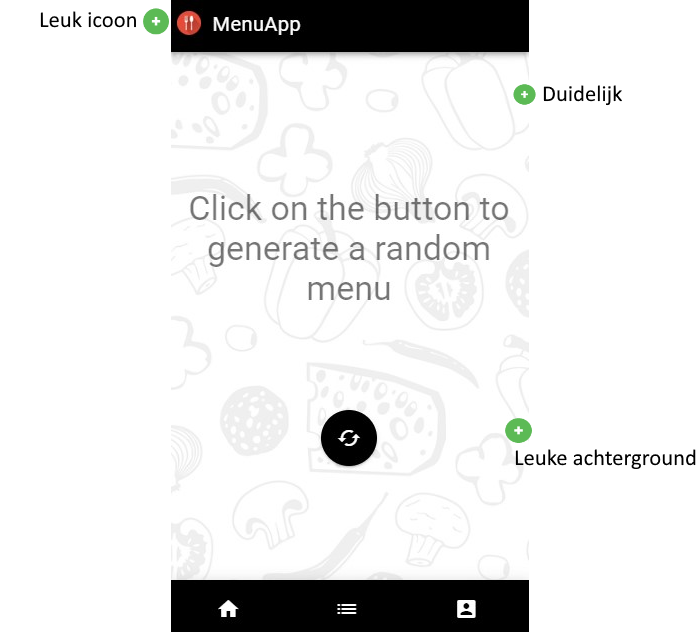 Leuk icoon
MenuApp
Duidelijk
Click on the button to
generate a random
menu
Leuke achterground